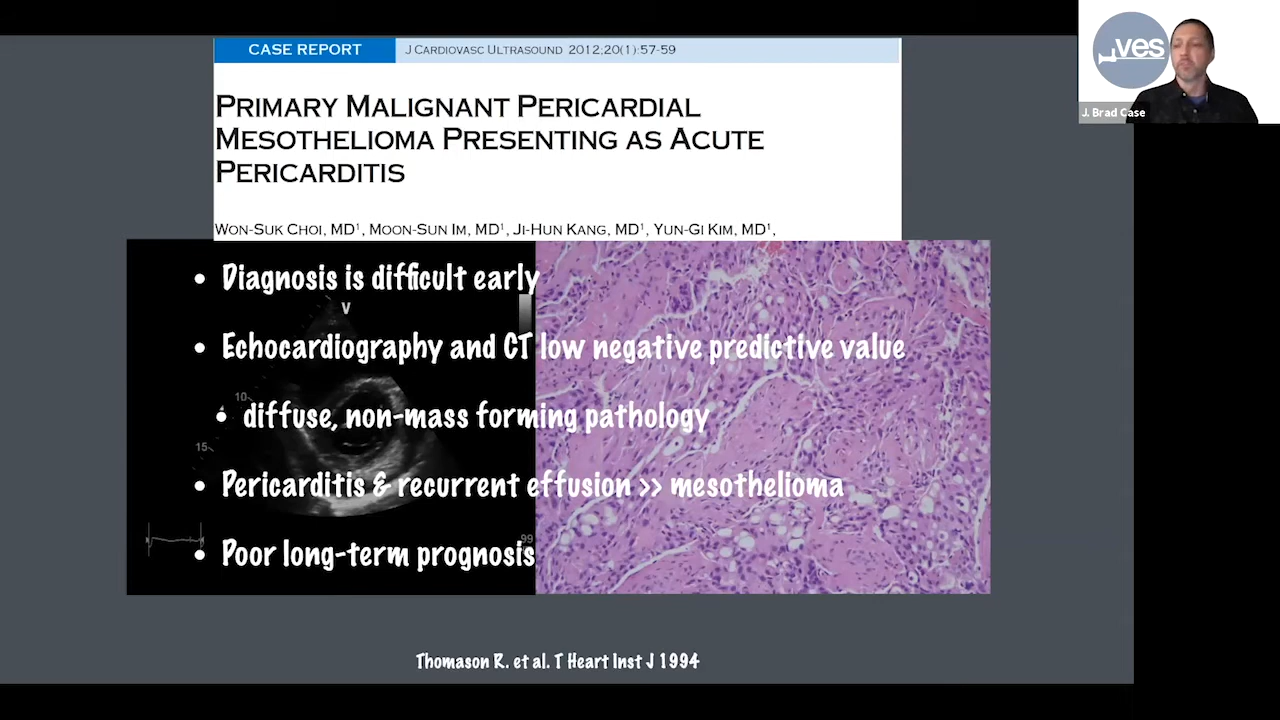 CASE REPORT
J CARDIOVASC ULTRASOUND 2012;20(1):57-59
PRIMARY MALIGNANT PERICARDIAL
MESOTHELIOMA PRESENTING AS ACUTE
PERICARDITIS
WON-SUK CHOI, MD¹, MOON-SUN IM, MD¹, JI-HUN KANG, MD¹, YUN-GI KIM, MD¹,
• Diagnosis is difficult early
V
• Echocardiography and CT low negative predictive value
10
• diffuse, non-mass forming pathology
15
• Pericarditis & recurrent effusion >> mesothelioma
99
• Poor long-term prognosis
Thomason R. et al. T Heart Inst J 1994
ves
J. Brad Case